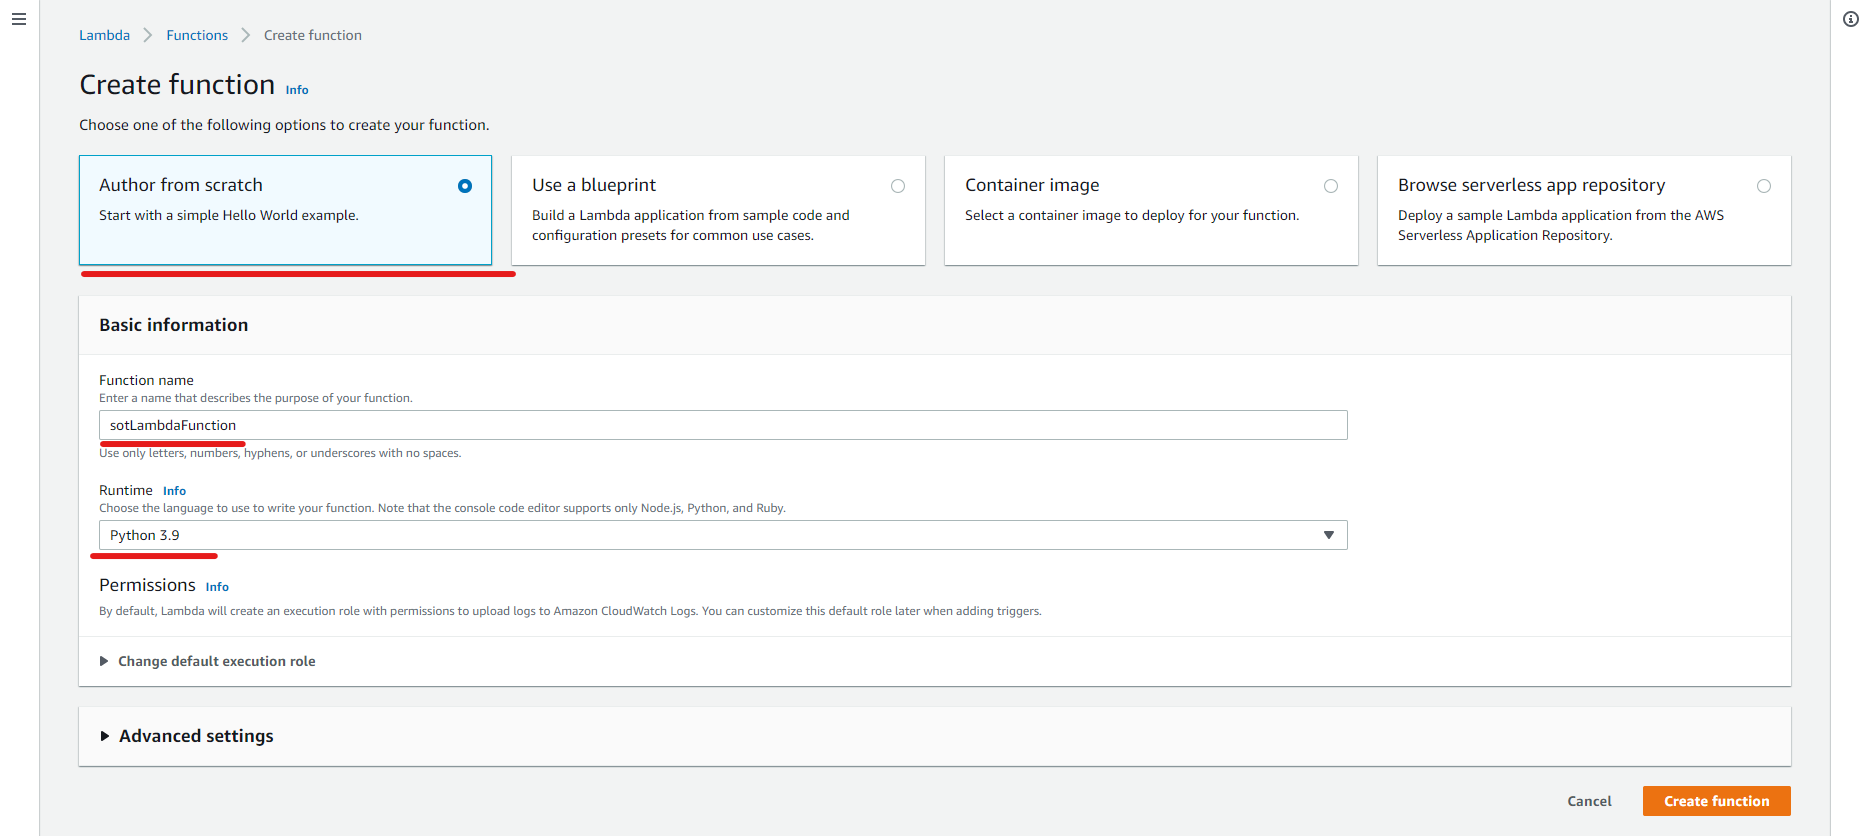 Lambda > Functions > Create function
Create function Info
Choose one of the following options to create your function.
Author from scratch
Start with a simple Hello World example.
Use a blueprint
Build a Lambda application from sample code and
configuration presets for common use cases.
Container image
Select a container image to deploy for your function.
Browse serverless app repository
Deploy a sample Lambda application from the AWS
Serverless Application Repository.
Basic information
Function name
Enter a name that describes the purpose of your function.
sotLambdaFunction
Use only letters, numbers, hyphens, or underscores with no spaces.
Runtime Info
Choose the language to use to write your function. Note that the console code editor supports only Node.js, Python, and Ruby.
Python 3.9
Permissions Info
By default, Lambda will create an execution role with permissions to upload logs to Amazon CloudWatch Logs. You can customize this default role later when adding triggers.
Change default execution role
Advanced settings
Cancel
Create function